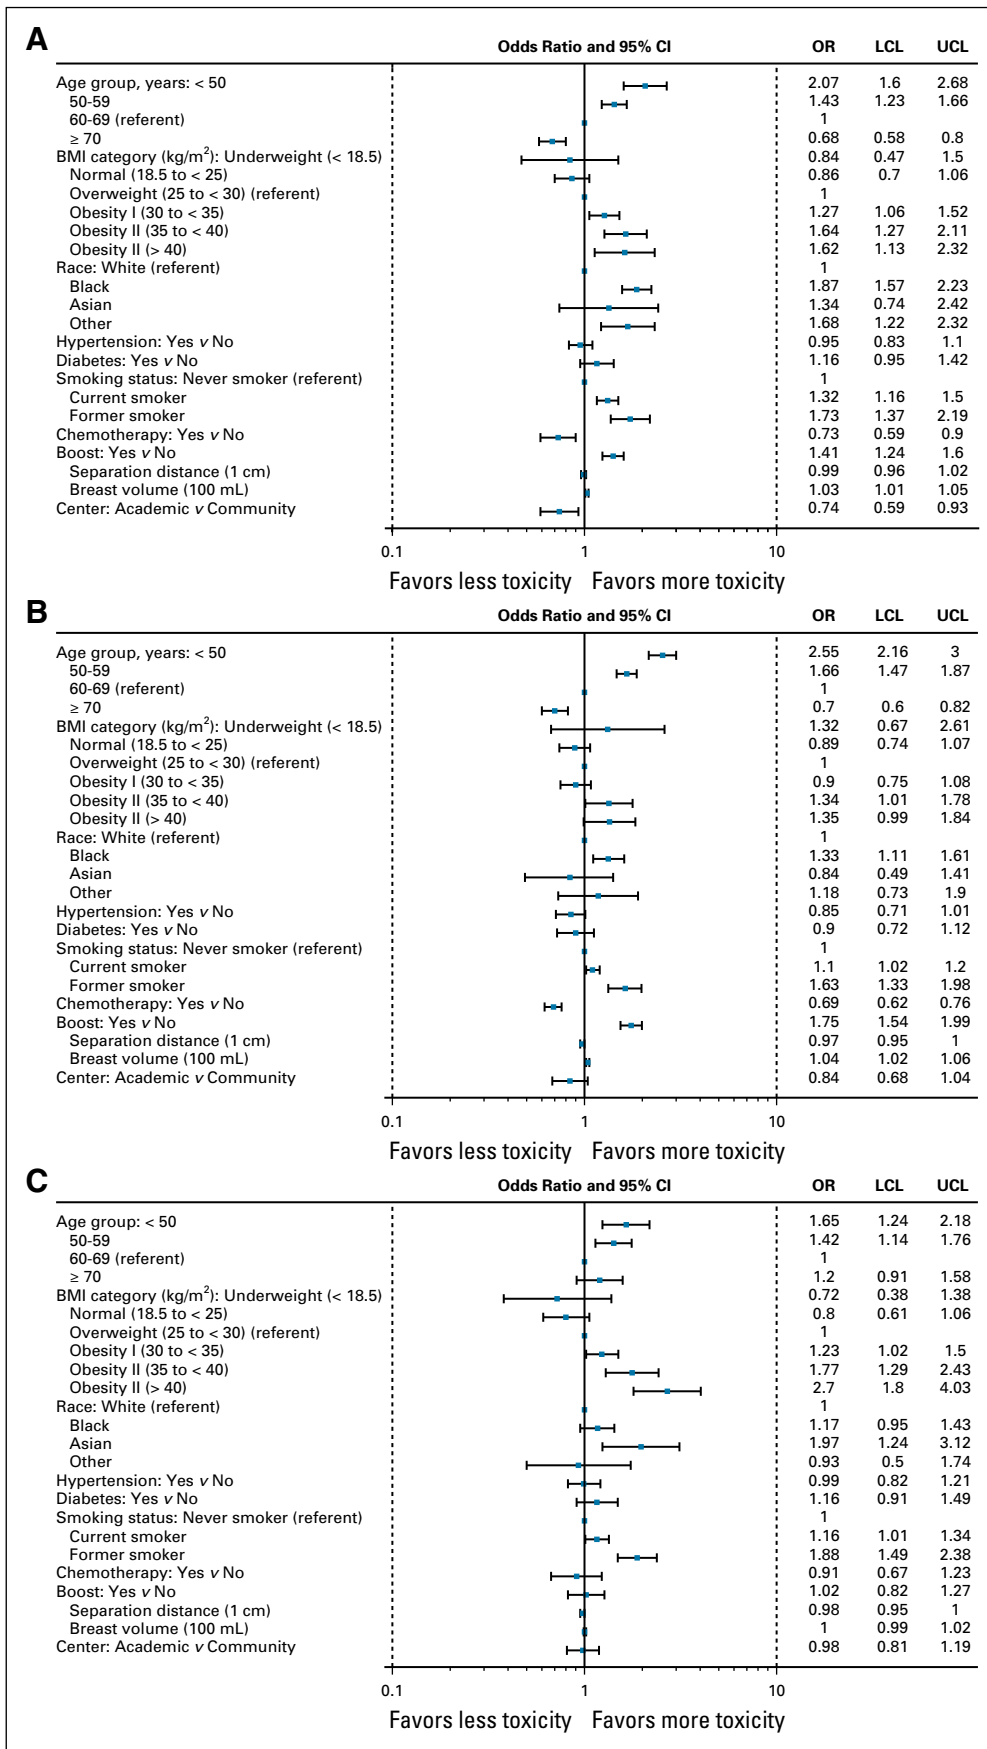 A
Odds Ratio and 95% CI OR LCL UCL
Age group, years: < 50 2.07 1.6 2.68
50-59 1.43 1.23 1.66
60-69 (referent) 1
≥ 70 0.68 0.58 0.8
BMI category (kg/m²): Underweight (< 18.5) 0.84 0.47 1.5
Normal (18.5 to < 25) 0.86 0.7 1.06
Overweight (25 to < 30) (referent) 1
Obesity I (30 to < 35) 1.27 1.06 1.52
Obesity II (35 to < 40) 1.64 1.27 2.11
Obesity II (> 40) 1.62 1.13 2.32
Race: White (referent) 1
Black 1.87 1.57 2.23
Asian 1.34 0.74 2.42
Other 1.68 1.22 2.32
Hypertension: Yes v No 0.95 0.83 1.1
Diabetes: Yes v No 1.16 0.95 1.42
Smoking status: Never smoker (referent) 1
Current smoker 1.32 1.16 1.5
Former smoker 1.73 1.37 2.19
Chemotherapy: Yes v No 0.73 0.59 0.9
Boost: Yes v No 1.41 1.24 1.6
Separation distance (1 cm) 0.99 0.96 1.02
Breast volume (100 mL) 1.03 1.01 1.05
Center: Academic v Community 0.74 0.59 0.93
0.1 1 10
Favors less toxicity Favors more toxicity
B
Odds Ratio and 95% CI OR LCL UCL
Age group, years: < 50 2.55 2.16 3
50-59 1.66 1.47 1.87
60-69 (referent) 1
≥ 70 0.7 0.6 0.82
BMI category (kg/m²): Underweight (< 18.5) 1.32 0.67 2.61
Normal (18.5 to < 25) 0.89 0.74 1.07
Overweight (25 to < 30) (referent) 1
Obesity I (30 to < 35) 0.9 0.75 1.08
Obesity II (35 to < 40) 1.34 1.01 1.78
Obesity II (> 40) 1.35 0.99 1.84
Race: White (referent) 1
Black 1.33 1.11 1.61
Asian 0.84 0.49 1.41
Other 1.18 0.73 1.9
Hypertension: Yes v No 0.85 0.71 1.01
Diabetes: Yes v No 0.9 0.72 1.12
Smoking status: Never smoker (referent) 1
Current smoker 1.1 1.02 1.2
Former smoker 1.63 1.33 1.98
Chemotherapy: Yes v No 0.69 0.62 0.76
Boost: Yes v No 1.75 1.54 1.99
Separation distance (1 cm) 0.97 0.95 1
Breast volume (100 mL) 1.04 1.02 1.06
Center: Academic v Community 0.84 0.68 1.04
0.1 1 10
Favors less toxicity Favors more toxicity
C
Odds Ratio and 95% CI OR LCL UCL
Age group: < 50 1.65 1.24 2.18
50-59 1.42 1.14 1.76
60-69 (referent) 1
≥ 70 1.2 0.91 1.58
BMI category (kg/m²): Underweight (< 18.5) 0.72 0.38 1.38
Normal (18.5 to < 25) 0.8 0.61 1.06
Overweight (25 to < 30) (referent) 1
Obesity I (30 to < 35) 1.23 1.02 1.5
Obesity II (35 to < 40) 1.77 1.29 2.43
Obesity II (> 40) 2.7 1.8 4.03
Race: White (referent) 1
Black 1.17 0.95 1.43
Asian 1.97 1.24 3.12
Other 0.93 0.5 1.74
Hypertension: Yes v No 0.99 0.82 1.21
Diabetes: Yes v No 1.16 0.91 1.49
Smoking status: Never smoker (referent) 1
Current smoker 1.16 1.01 1.34
Former smoker 1.88 1.49 2.38
Chemotherapy: Yes v No 0.91 0.67 1.23
Boost: Yes v No 1.02 0.82 1.27
Separation distance (1 cm) 0.98 0.95 1
Breast volume (100 mL) 1 0.99 1.02
Center: Academic v Community 0.98 0.81 1.19
0.1 1 10
Favors less toxicity Favors more toxicity